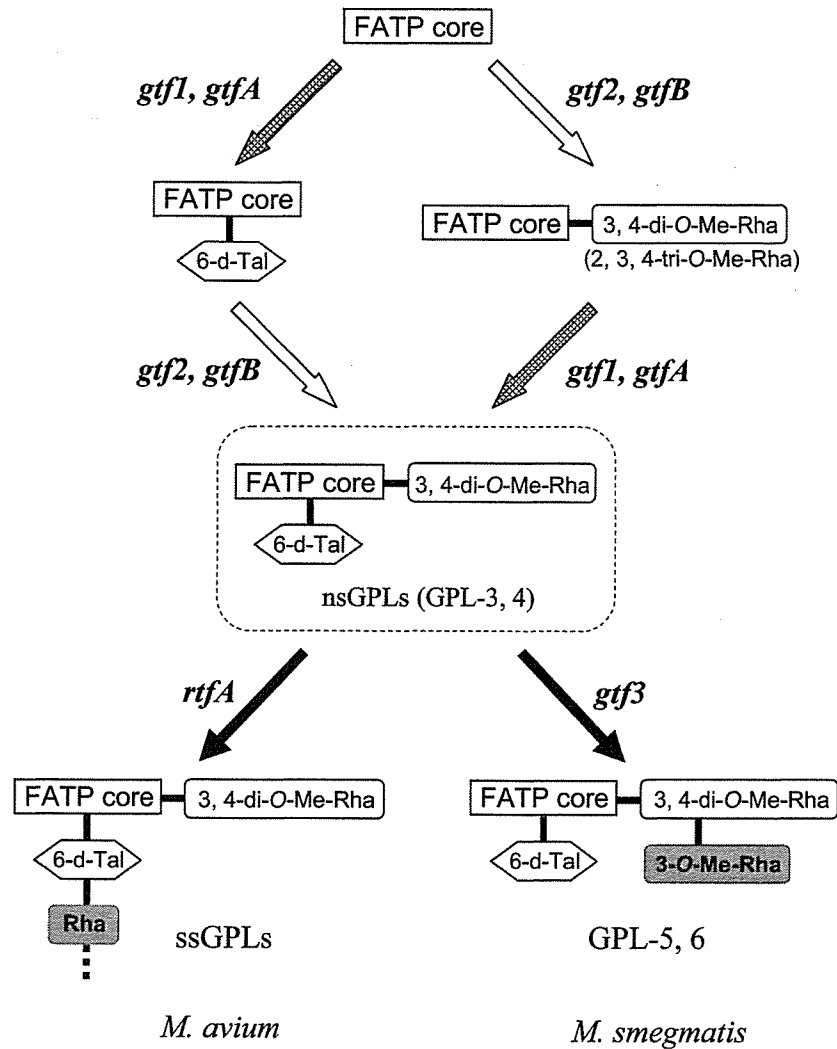 FATP core
gtf1, gtfA
gtf2, gtfB
FATP core
6-d-Tal
FATP core
3, 4-di-O-Me-Rha
(2, 3, 4-tri-O-Me-Rha)
gtf2, gtfB
gtf1, gtfA
FATP core
3, 4-di-O-Me-Rha
6-d-Tal
nsGPLs (GPL-3, 4)
rtfA
gtf3
FATP core
3, 4-di-O-Me-Rha
6-d-Tal
Rha
ssGPLs
FATP core
3, 4-di-O-Me-Rha
6-d-Tal
3-O-Me-Rha
GPL-5, 6
M. avium
M. smegmatis